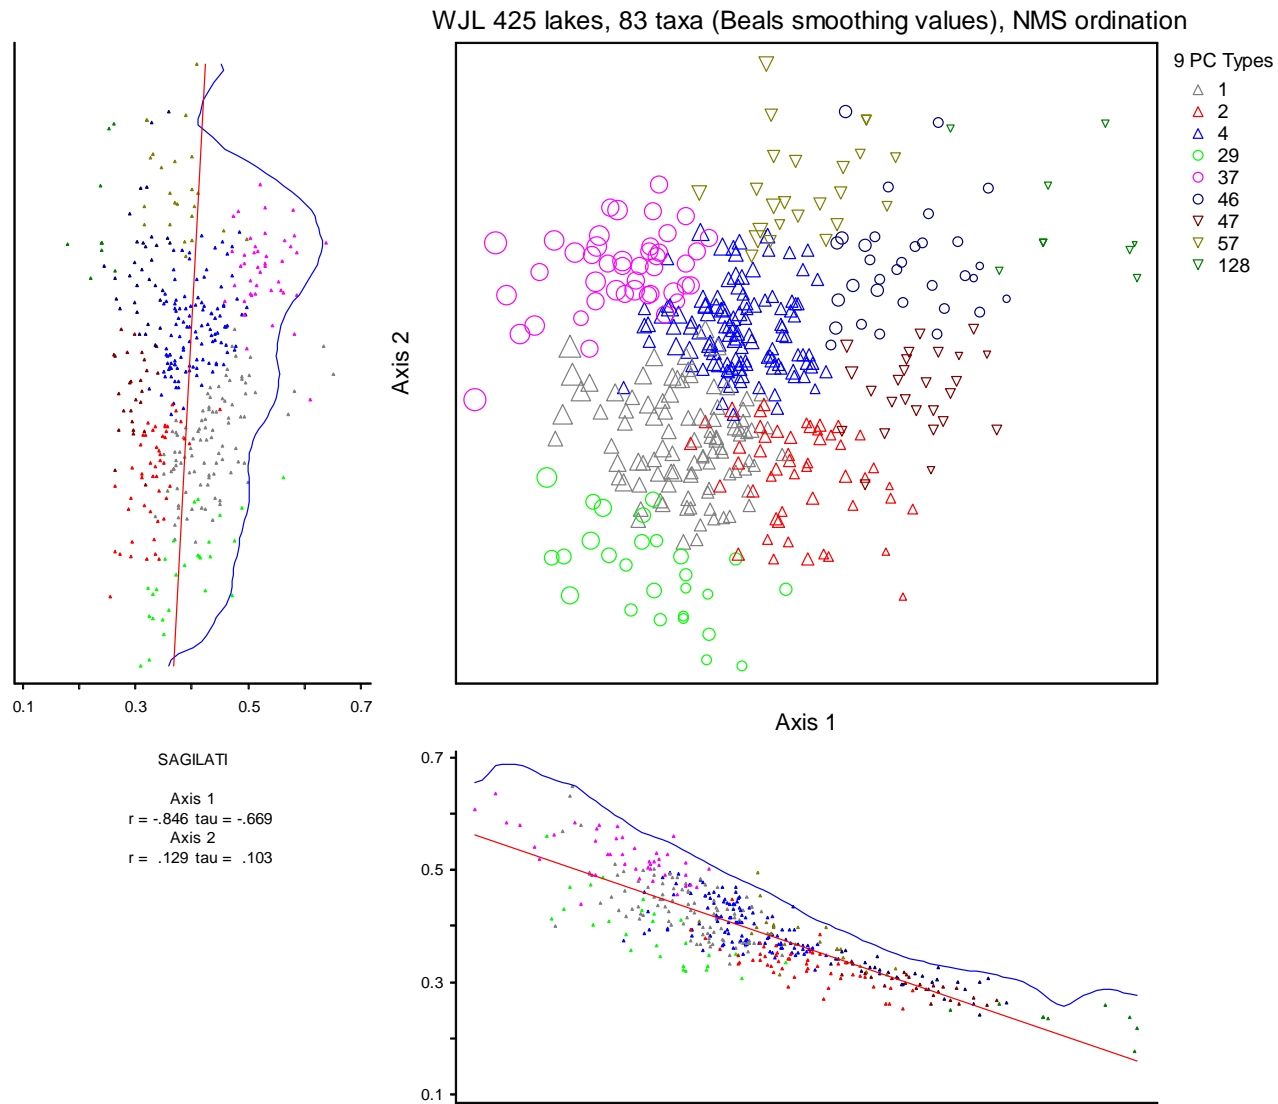 WJL 425 lakes, 83 taxa (Beals smoothing values), NMS ordination
9 PC Types
1
2
4
29
37
46
47
57
128
Axis 2
0.1 0.3 0.5 0.7
Axis 1
SAGILATI
Axis 1
r = -.846 tau = -.669
Axis 2
r = .129 tau = .103
0.7
0.5
0.3
0.1